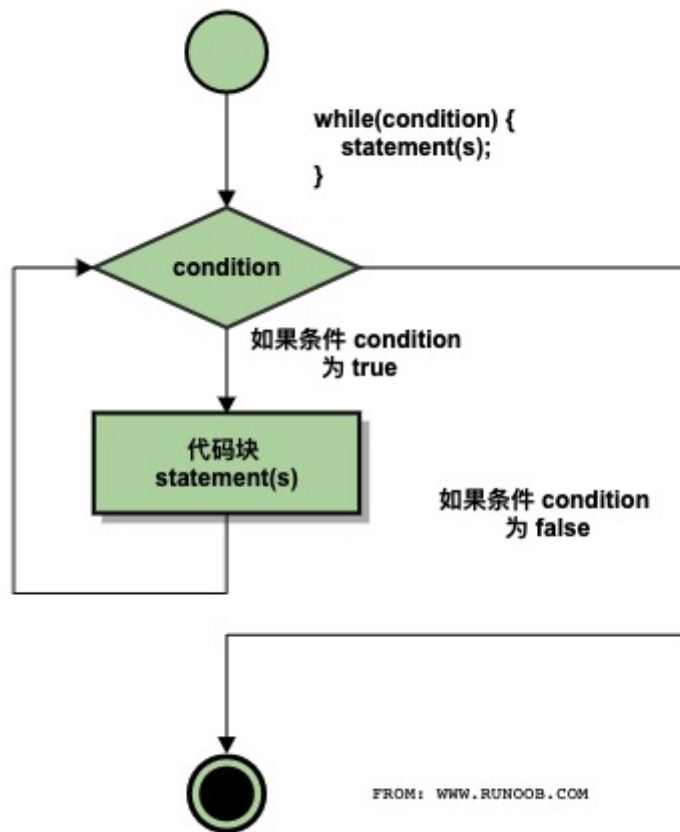 while(condition) {
statement(s);
}
condition
如果条件 condition
为 true
代码块
statement(s)
如果条件 condition
为 false
FROM: WWW.RUNOOB.COM